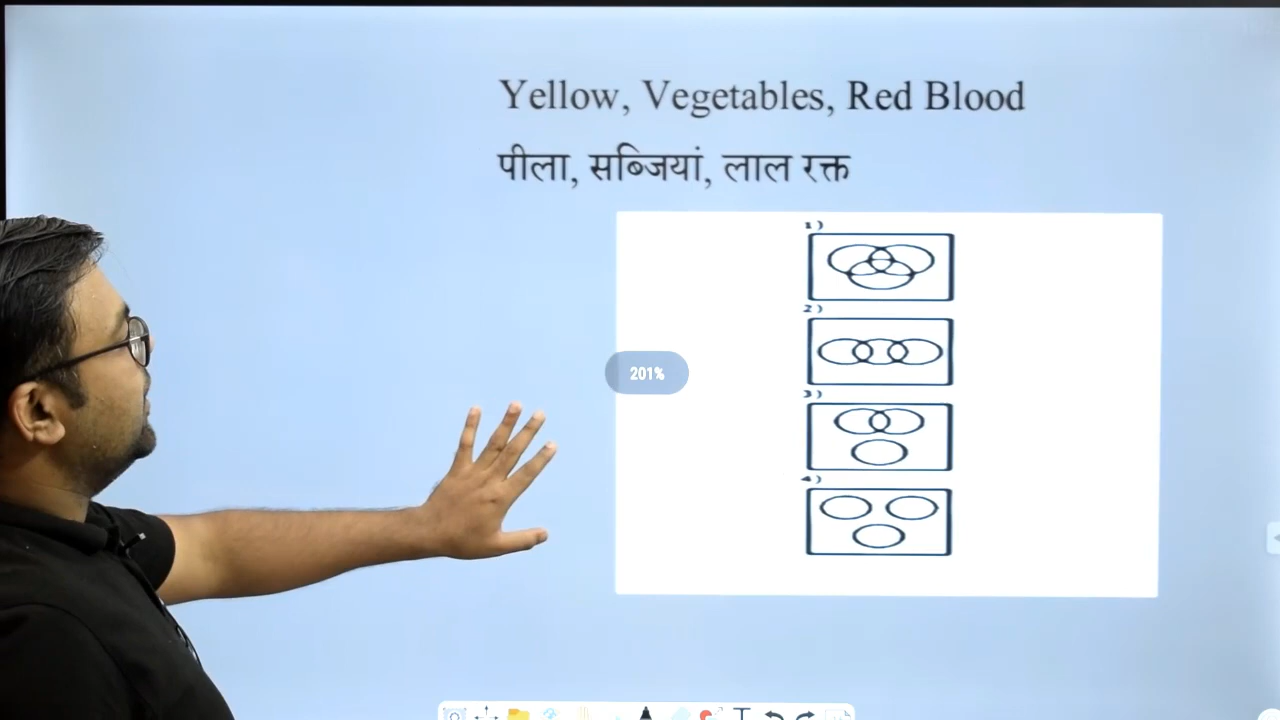 Yellow, Vegetables, Red Blood
पीला, सब्जियां, लाल रक्त
1)
2)
201%
3)
4)
T